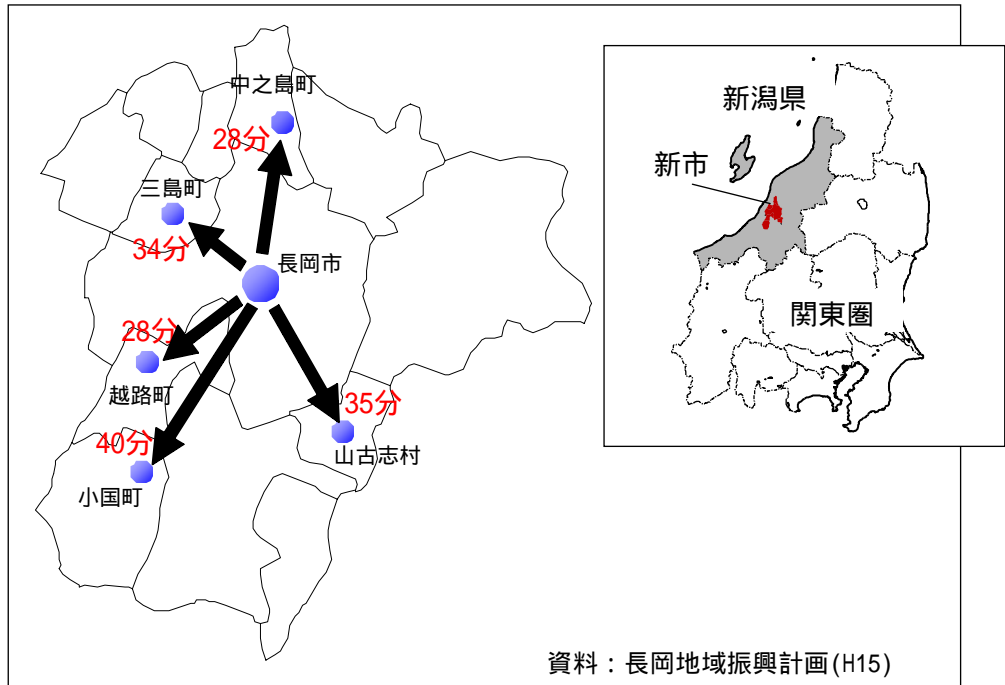 中之島町
28分
三島町
34分
長岡市
28分
越路町
35分
山古志村
40分
小国町
新潟県
新市
関東圏
資料：長岡地域振興計画(H15)